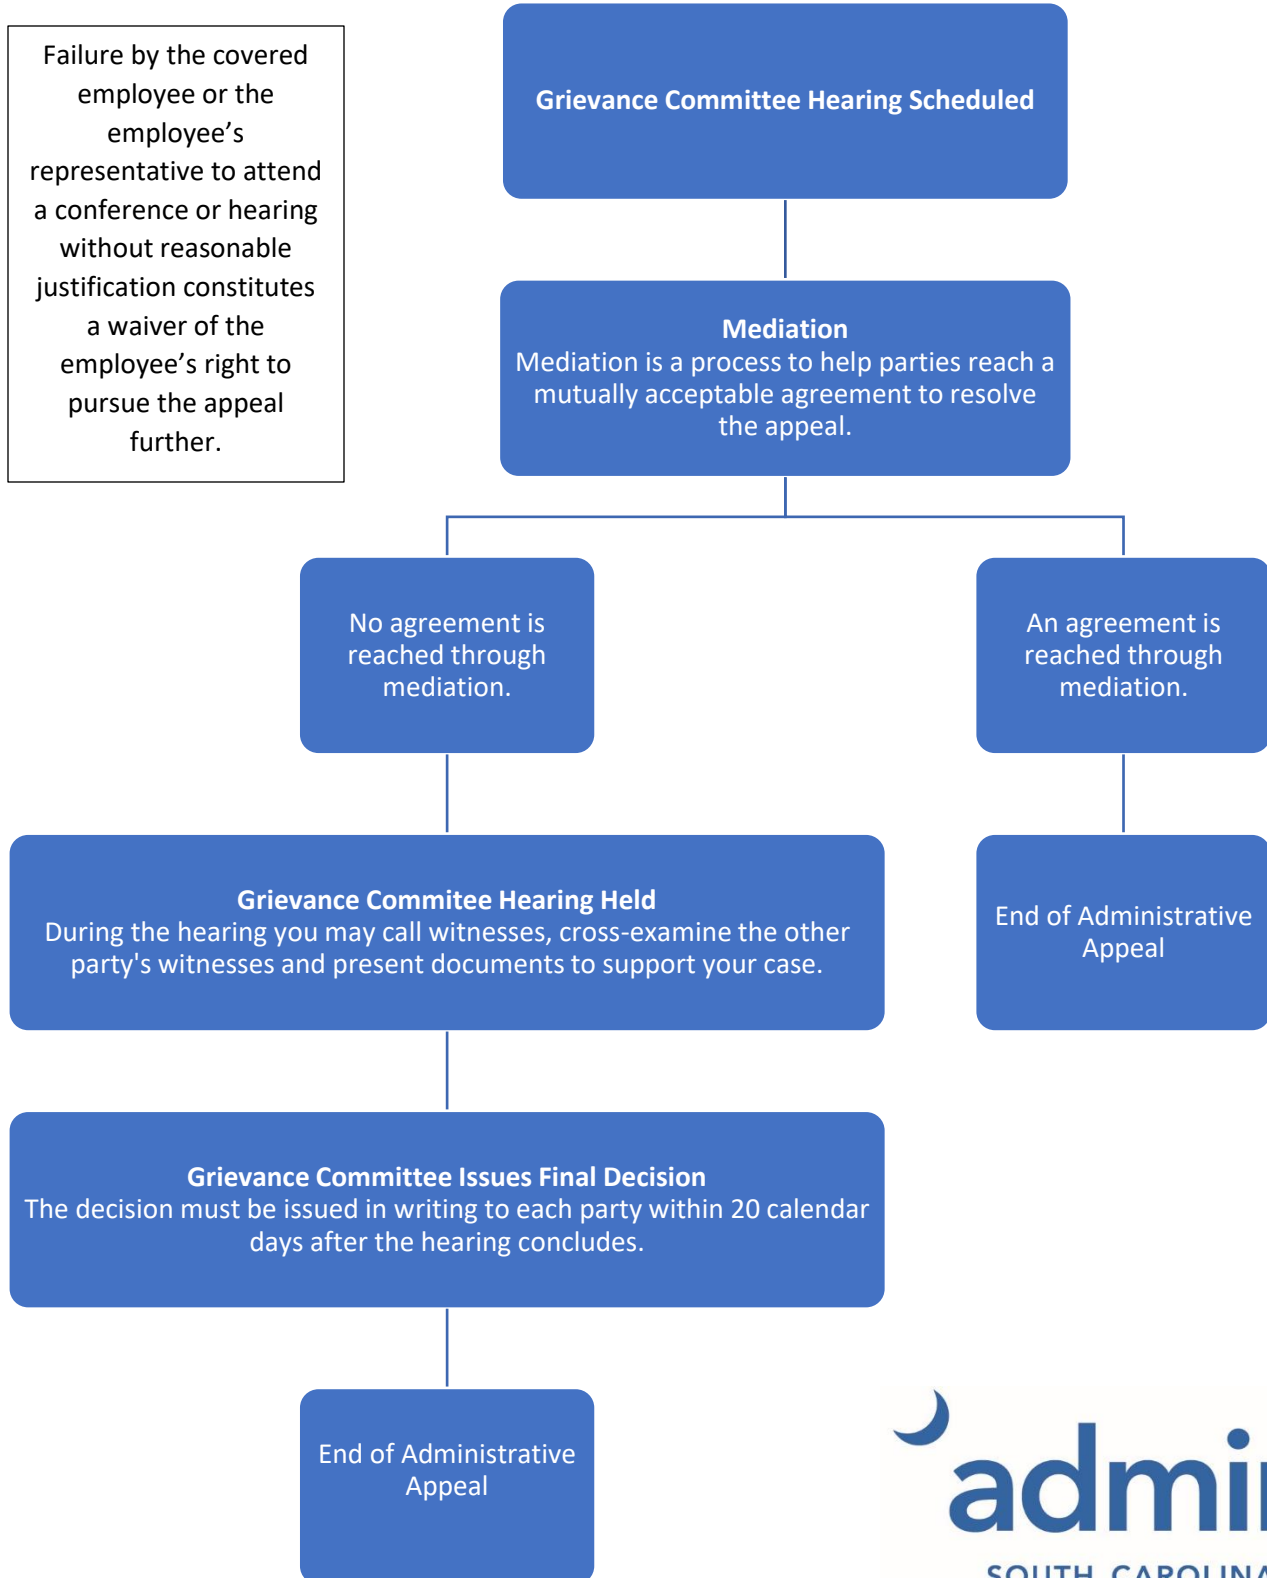 Failure by the covered
employee or the
employee’s
representative to attend
a conference or hearing
without reasonable
justification constitutes
a waiver of the
employee’s right to
pursue the appeal
further.
Grievance Committee Hearing Scheduled
Mediation
Mediation is a process to help parties reach a
mutually acceptable agreement to resolve
the appeal.
No agreement is
reached through
mediation.
An agreement is
reached through
mediation.
Grievance Commitee Hearing Held
During the hearing you may call witnesses, cross-examine the other
party's witnesses and present documents to support your case.
End of Administrative
Appeal
Grievance Committee Issues Final Decision
The decision must be issued in writing to each party within 20 calendar
days after the hearing concludes.
End of Administrative
Appeal
admin
SOUTH CAROLINA